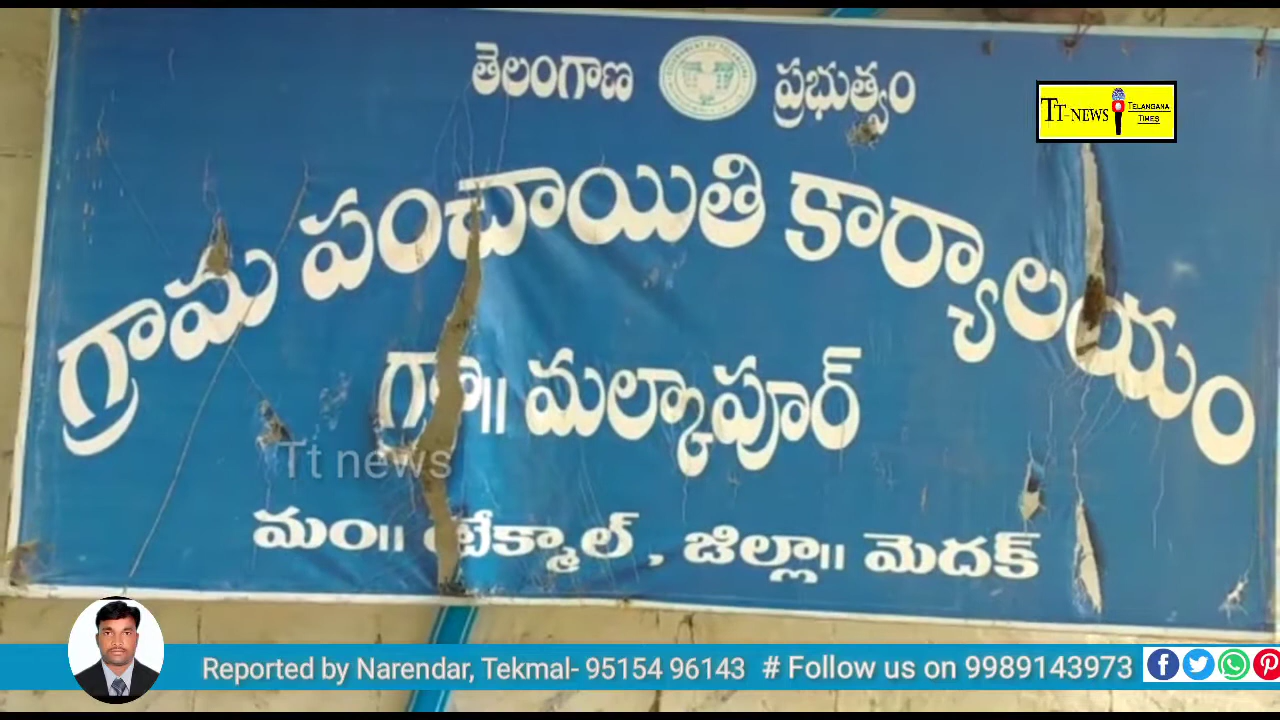 తెలంగాణ ప్రభుత్వం
TT-NEWS TELANGANA TIMES
గ్రామ పంచాయితి కార్యాలయం
గ్రా॥ మల్కాపూర్
Tt news
మం॥ టేక్మాల్, జిల్లా॥ మెదక్
Reported by Narendar, Tekmal- 95154 96143 # Follow us on 9989143973